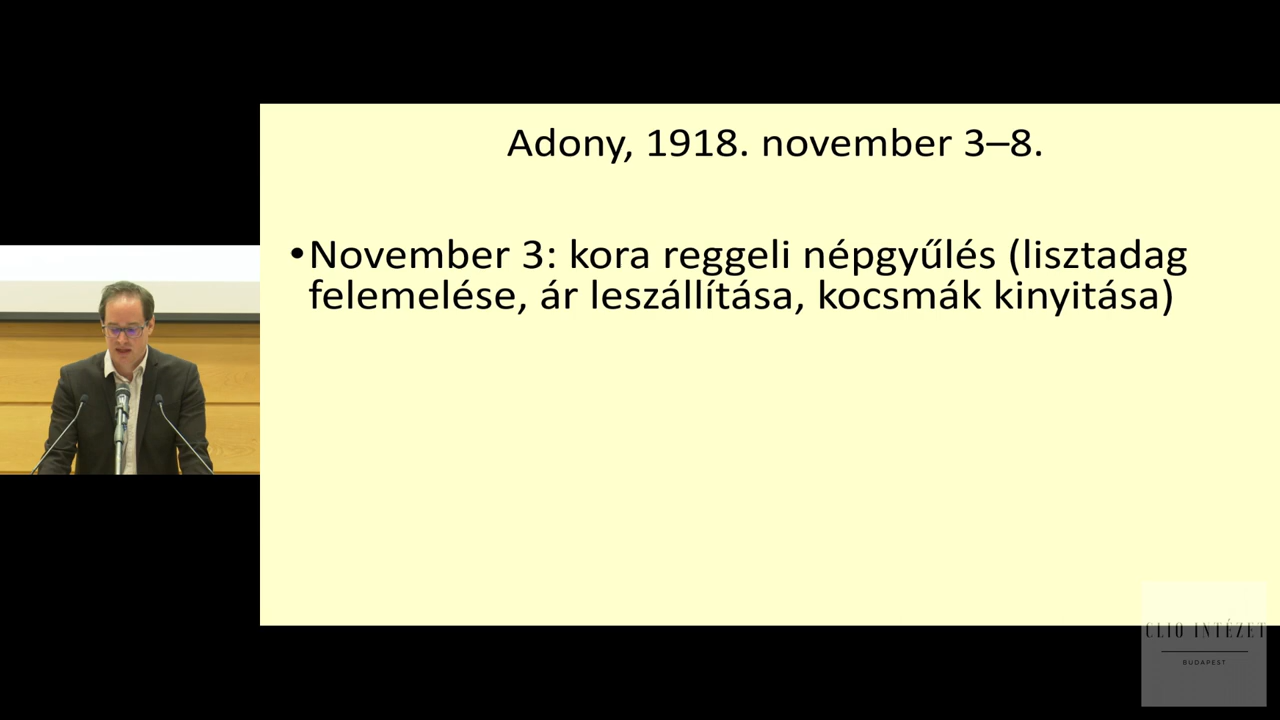 Adony, 1918. november 3–8.
•November 3: kora reggeli népgyűlés (lisztadag
felemelése, ár leszállítása, kocsmák kinyitása)
CLIO INTÉZET
BUDAPEST